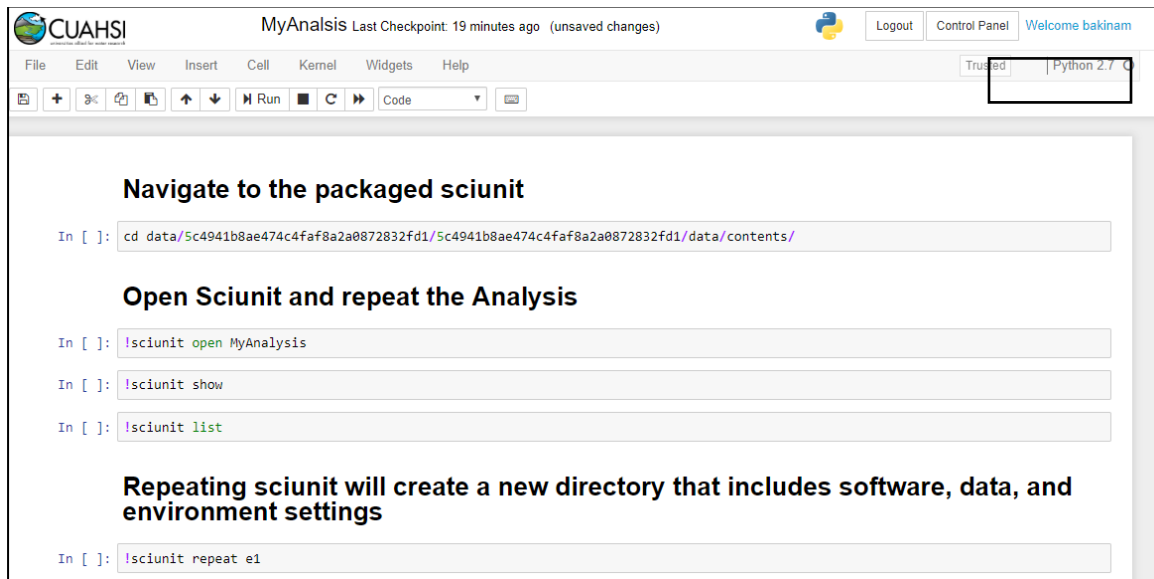 CUAHSI
MyAnalsis Last Checkpoint: 19 minutes ago (unsaved changes)
Logout Control Panel Welcome bakinam
File Edit View Insert Cell Kernel Widgets Help
Trusted Python 2.7
Run Code
Navigate to the packaged sciunit
In [ ]: cd data/5c4941b8ae474c4faf8a2a0872832fd1/5c4941b8ae474c4faf8a2a0872832fd1/data/contents/
Open Sciunit and repeat the Analysis
In [ ]: !sciunit open MyAnalysis
In [ ]: !sciunit show
In [ ]: !sciunit list
Repeating sciunit will create a new directory that includes software, data, and
environment settings
In [ ]: !sciunit repeat e1